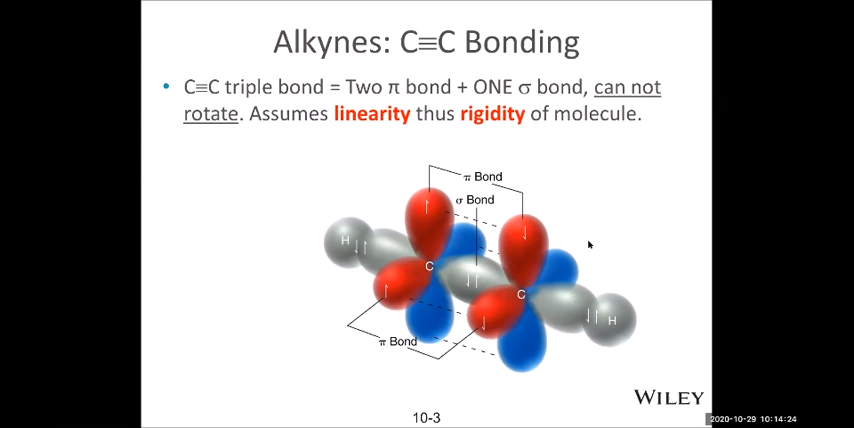 Alkynes: C≡C Bonding
• C≡C triple bond = Two π bond + ONE σ bond, can not
rotate. Assumes linearity thus rigidity of molecule.
π Bond
σ Bond
H
C
C
H
π Bond
WILEY
10-3
2020-10-29 10:14:24